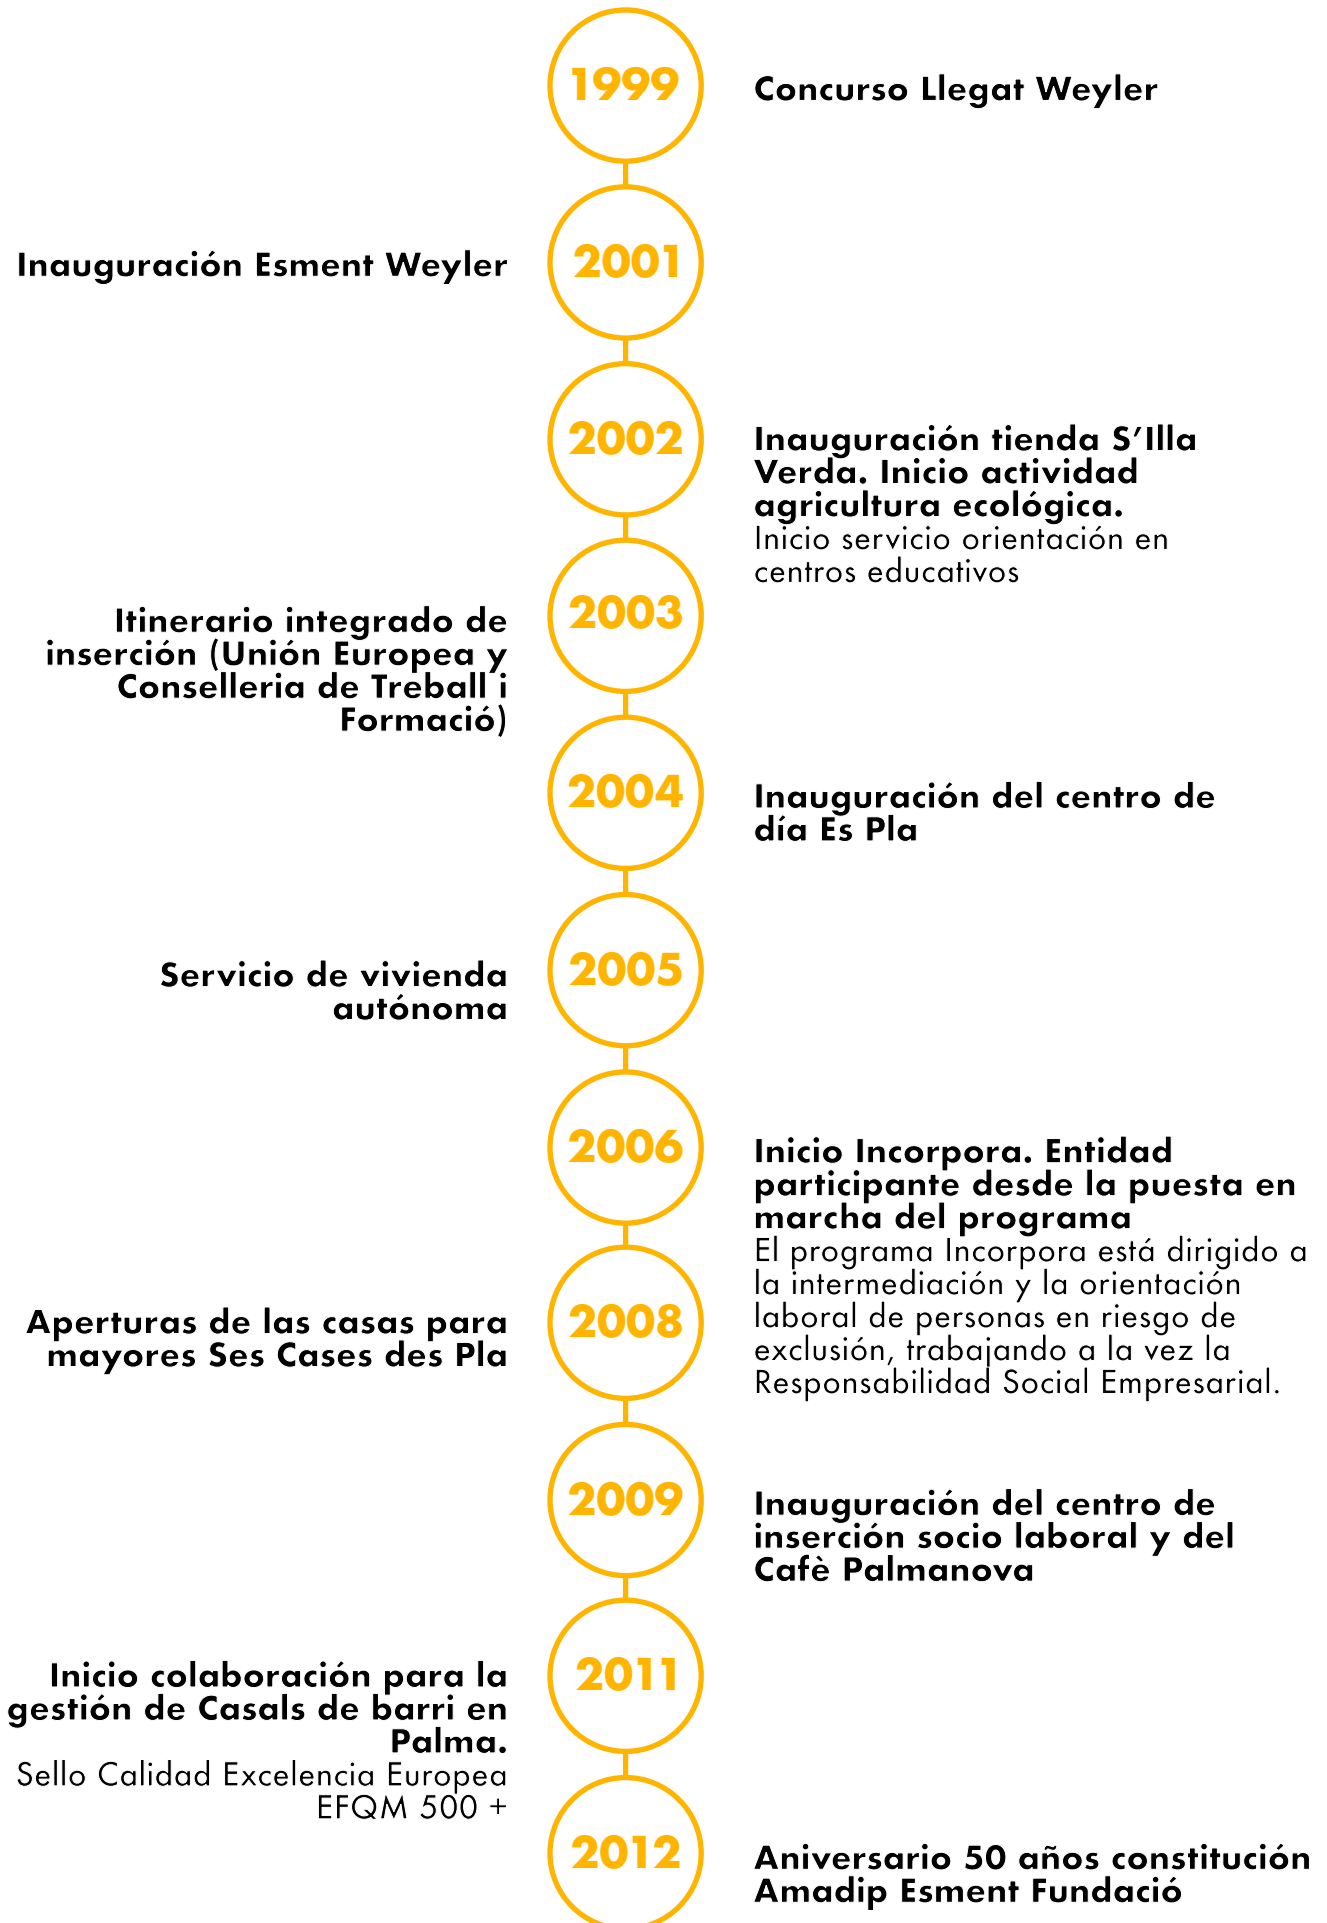 1999
Concurso Llegat Weyler
2001
Inauguración Esment Weyler
2002
Inauguración tienda S’Illa
Verda. Inicio actividad
agricultura ecológica.
Inicio servicio orientación en
centros educativos
2003
Itinerario integrado de
inserción (Unión Europea y
Conselleria de Treball i
Formació)
2004
Inauguración del centro de
día Es Pla
2005
Servicio de vivienda
autónoma
2006
Inicio Incorpora. Entidad
participante desde la puesta en
marcha del programa
El programa Incorpora está dirigido a
la intermediación y la orientación
laboral de personas en riesgo de
exclusión, trabajando a la vez la
Responsabilidad Social Empresarial.
2008
Aperturas de las casas para
mayores Ses Cases des Pla
2009
Inauguración del centro de
inserción socio laboral y del
Cafè Palmanova
2011
Inicio colaboración para la
gestión de Casals de barri en
Palma.
Sello Calidad Excelencia Europea
EFQM 500 +
2012
Aniversario 50 años constitución
Amadip Esment Fundació